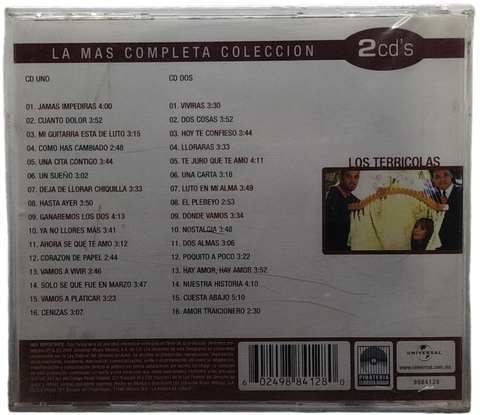 LA MAS COMPLETA COLECCION
2cd's
CD UNO
01. JAMAS IMPEDIRAS 4:00
02. CUANTO DOLOR 3:52
03. MI GUITARRA ESTA DE LUTO 3:15
04. COMO HAS CAMBIADO 2:48
05. UNA CITA CONTIGO 3:44
06. UN SUEÑO 3:02
07. DEJA DE LLORAR CHIQUILLA 3:33
08. HASTA AYER 3:50
09. GANAREMOS LOS DOS 4:13
10. YA NO LLORES MÁS 3:41
11. AHORA SE QUE TE AMO 3:12
12. CORAZON DE PAPEL 2:44
13. VAMOS A VIVIR 3:46
14. SOLO SE QUE FUE EN MARZO 3:47
15. VAMOS A PLATICAR 3:23
16. CENIZAS 3:07
CD DOS
01. VIVIRAS 3:30
02. DOS COSAS 3:52
03. HOY TE CONFIESO 3:44
04. LLORARAS 3:33
05. TE JURO QUE TE AMO 4:11
06. UNA CARTA 3:18
07. LUTO EN MI ALMA 3:49
08. EL PLEBEYO 2:53
09. DONDE VAMOS 3:34
10. NOSTALGIA 3:48
11. DOS ALMAS 3:06
12. POQUITO A POCO 3:22
13. HAY AMOR, HAY AMOR 3:52
14. NUESTRA HISTORIA 4:10
15. CUESTA ABAJO 5:10
16. AMOR TRAICIONERO 2:30
LOS TERRICOLAS
6 02498 84128 0
PIRATERIA
UNIVERSAL
www.universal.com.mx
9884128